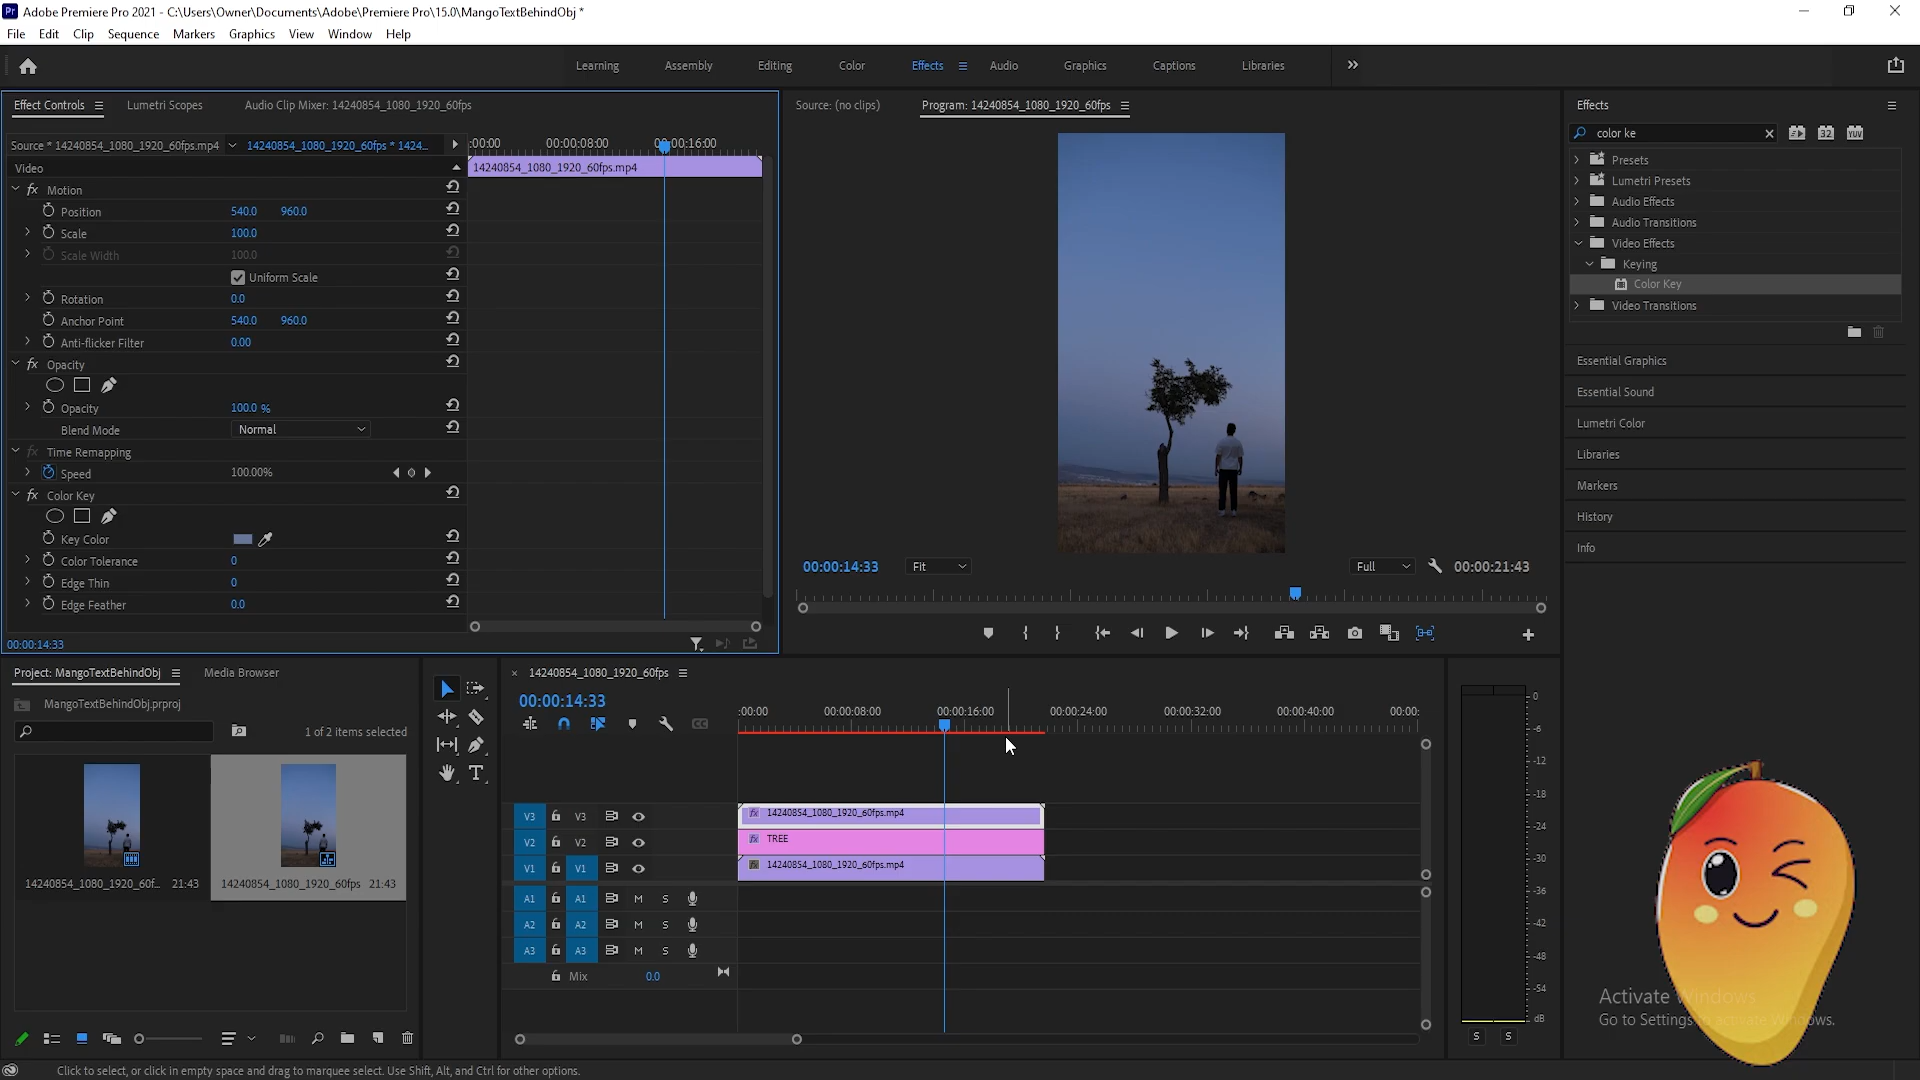 Adobe Premiere Pro 2021 - C:\Users\Owner\Documents\Adobe\Premiere Pro\15.0\MangoTextBehindObj *
File Edit Clip Sequence Markers Graphics View Window Help
Learning Assembly Editing Color Effects Audio Graphics Captions Libraries
Effect Controls Lumetri Scopes Audio Clip Mixer: 14240854_1080_1920_60fps
Source * 14240854_1080_1920_60fps.mp4 14240854_1080_1920_60fps * 1424...
:00:00 00:00:08:00 00:00:16:00
Video 14240854_1080_1920_60fps.mp4
fx Motion
Position 540.0 960.0
Scale 100.0
Scale Width 100.0
Uniform Scale
Rotation 0.0
Anchor Point 540.0 960.0
Anti-flicker Filter 0.00
fx Opacity
Opacity 100.0 %
Blend Mode Normal
fx Time Remapping
Speed 100.00%
fx Color Key
Key Color
Color Tolerance 0
Edge Thin 0
Edge Feather 0.0
00:00:14:33
Source: (no clips) Program: 14240854_1080_1920_60fps
00:00:14:33 Fit Full 00:00:21:43
Effects
color ke
32 YUV
Presets
Lumetri Presets
Audio Effects
Audio Transitions
Video Effects
Keying
Color Key
Video Transitions
Essential Graphics
Essential Sound
Lumetri Color
Libraries
Markers
History
Info
Project: MangoTextBehindObj Media Browser
MangoTextBehindObj.prproj
1 of 2 items selected
14240854_1080_1920_60f... 21:43
14240854_1080_1920_60fps 21:43
14240854_1080_1920_60fps
00:00:14:33
:00:00 00:00:08:00 00:00:16:00 00:00:24:00 00:00:32:00 00:00:40:00 00:00:
V3 V3 fx 14240854_1080_1920_60fps.mp4
V2 V2 fx TREE
V1 V1 fx 14240854_1080_1920_60fps.mp4
A1 A1 M S
A2 A2 M S
A3 A3 M S
Mix 0.0
0
-6
-12
-18
-24
-30
-36
-42
-48
-54
dB
S S
Activate Windows
Go to Settings to activate Windows.
Click to select, or click in empty space and drag to marquee select. Use Shift, Alt, and Ctrl for other options.